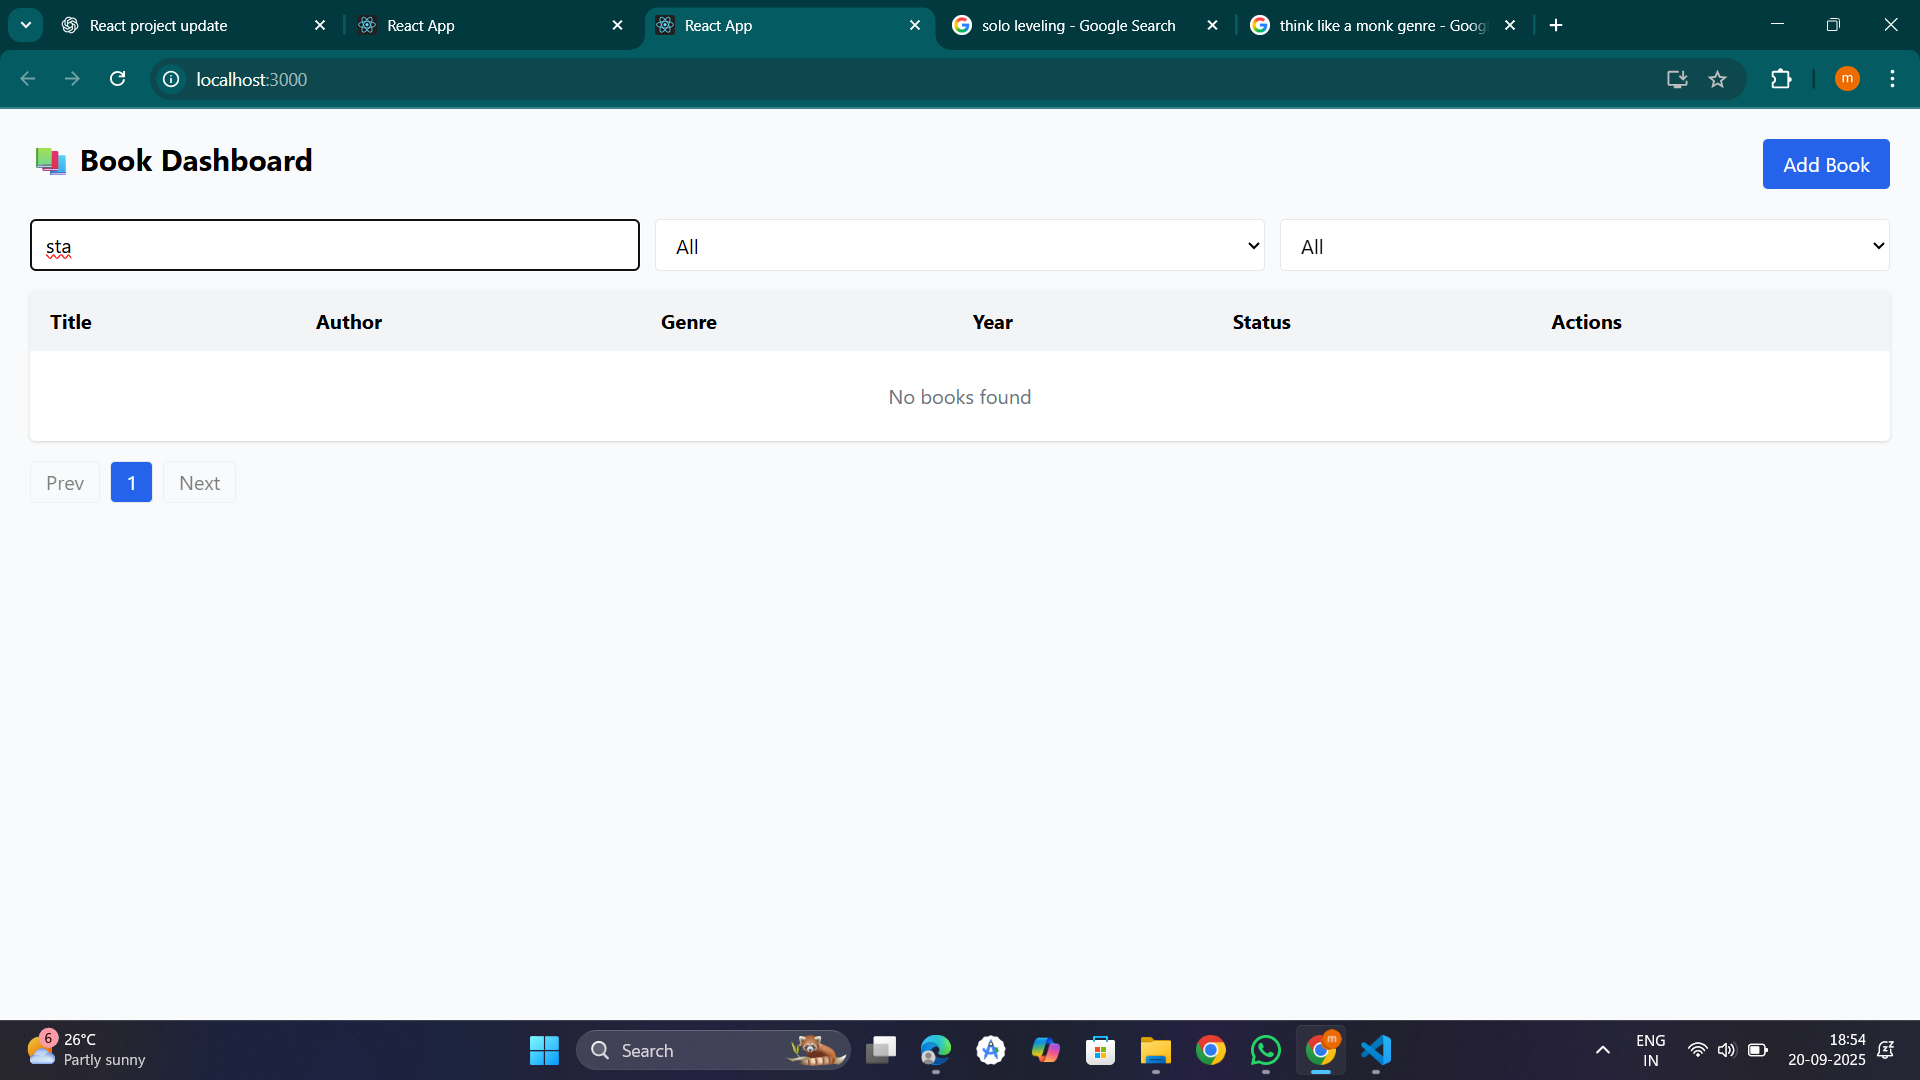 React project update
React App
React App
solo leveling - Google Search
think like a monk genre - Goog
localhost:3000
m
Book Dashboard
Add Book
sta
All
All
Title Author Genre Year Status Actions
No books found
Prev 1 Next
6
26°C
Partly sunny
Search
m
ENG
IN
18:54
20-09-2025